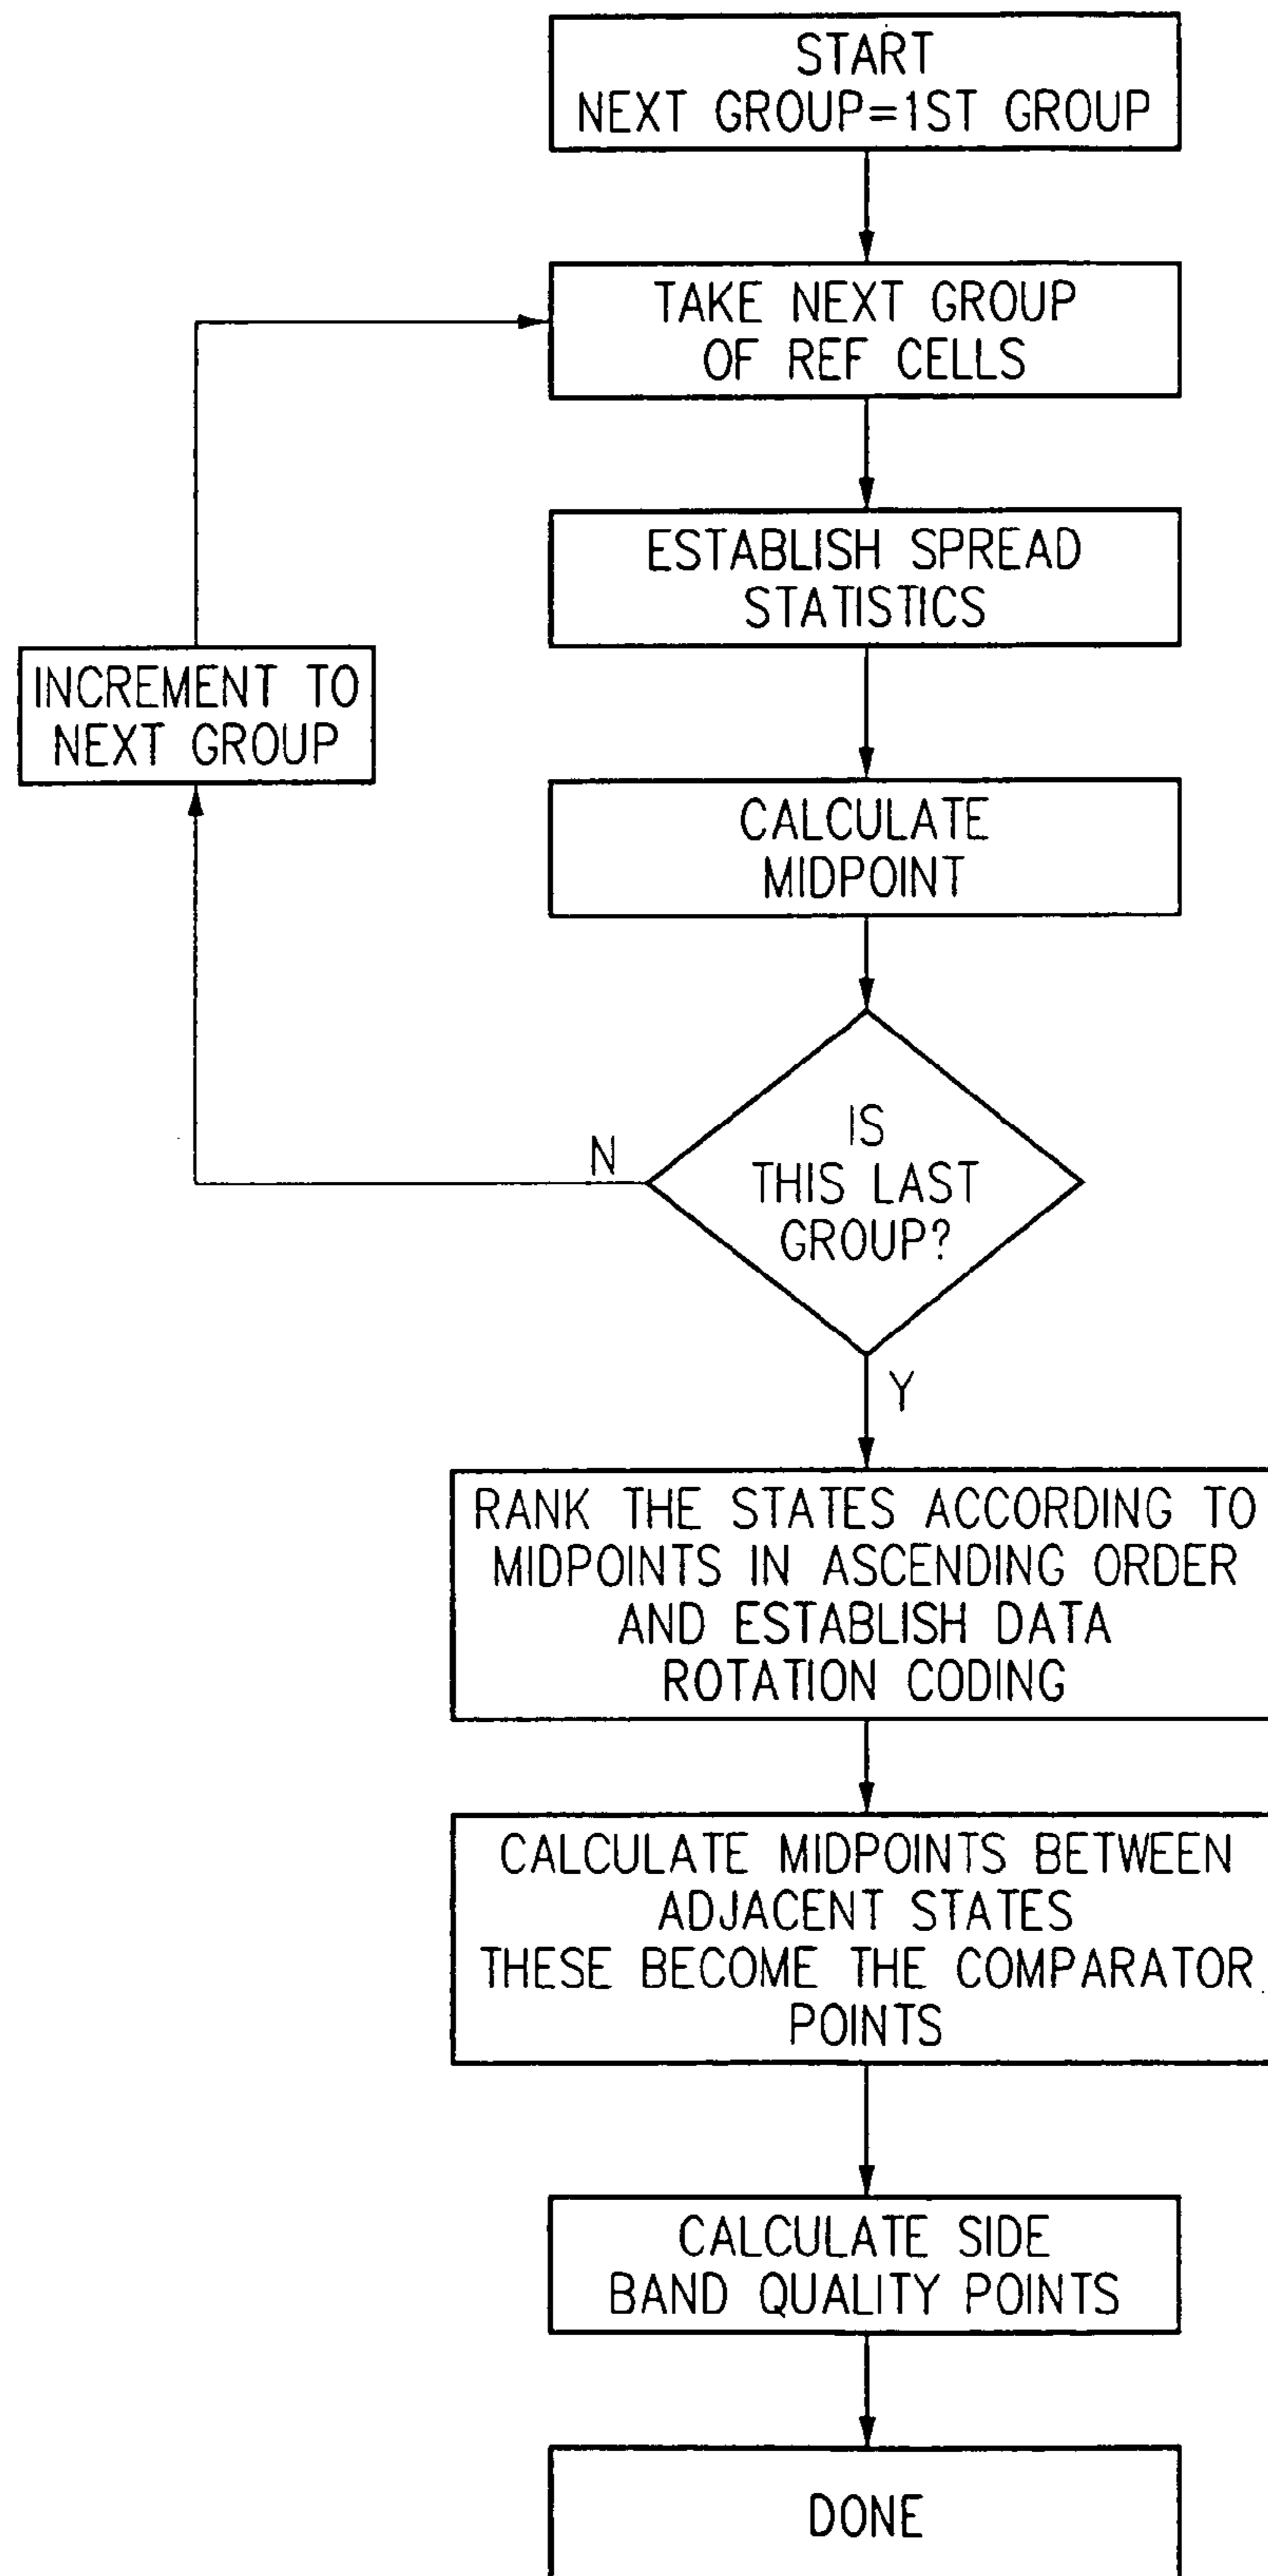 START
NEXT GROUP=1ST GROUP
TAKE NEXT GROUP
OF REF CELLS
ESTABLISH SPREAD
STATISTICS
INCREMENT TO
NEXT GROUP
CALCULATE
MIDPOINT
IS
THIS LAST
GROUP?
N
Y
RANK THE STATES ACCORDING TO
MIDPOINTS IN ASCENDING ORDER
AND ESTABLISH DATA
ROTATION CODING
CALCULATE MIDPOINTS BETWEEN
ADJACENT STATES
THESE BECOME THE COMPARATOR
POINTS
CALCULATE SIDE
BAND QUALITY POINTS
DONE